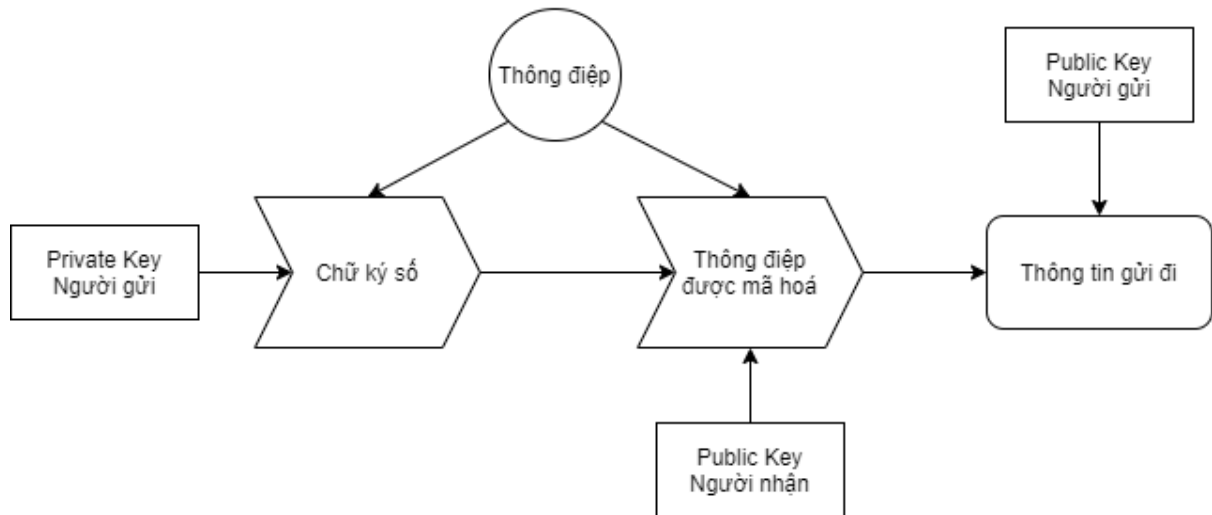 Thông điệp
Public Key
Người gửi
Private Key
Người gửi
Chữ ký số
Thông điệp
được mã hoá
Thông tin gửi đi
Public Key
Người nhận